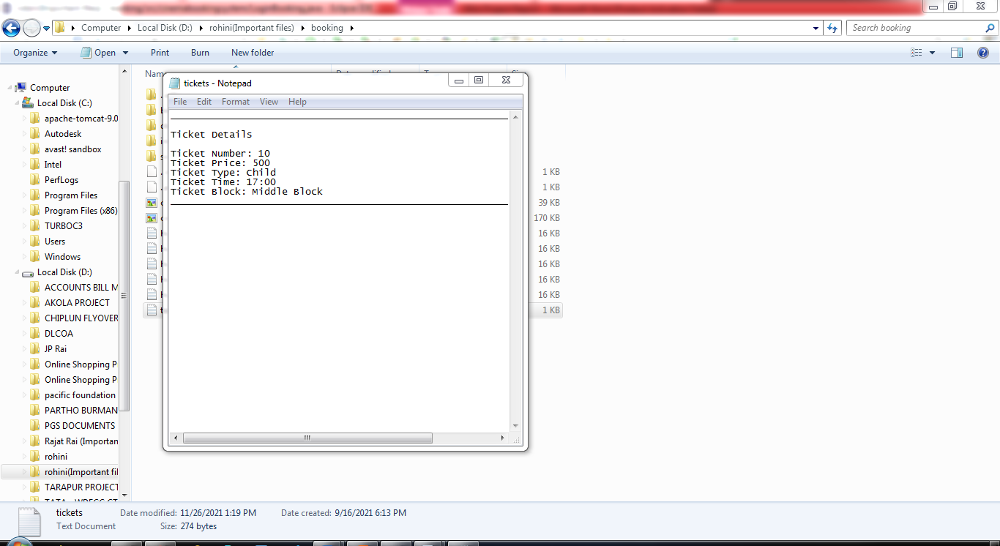 Computer
Local Disk (D:)
rohini(Important files)
booking
Search booking
Organize
Open
Print
Burn
New folder
Computer
Local Disk (C:)
apache-tomcat-9.0
Autodesk
avast! sandbox
Intel
PerfLogs
Program Files
Program Files (x86)
TURBOC3
Users
Windows
Local Disk (D:)
ACCOUNTS BILL M
AKOLA PROJECT
CHIPLUN FLYOVER
DLCOA
JP Rai
Online Shopping P
Online Shopping P
pacific foundation
PARTHO BURMAN
PGS DOCUMENTS
Rajat Rai (Importan
rohini
rohini(Important fil
TARAPUR PROJECT
tickets - Notepad
File Edit Format View Help
Ticket Details
Ticket Number: 10
Ticket Price: 500
Ticket Type: Child
Ticket Time: 17:00
Ticket Block: Middle Block
1 KB
1 KB
39 KB
170 KB
16 KB
16 KB
16 KB
16 KB
16 KB
1 KB
tickets
Date modified: 11/26/2021 1:19 PM
Date created: 9/16/2021 6:13 PM
Text Document
Size: 274 bytes